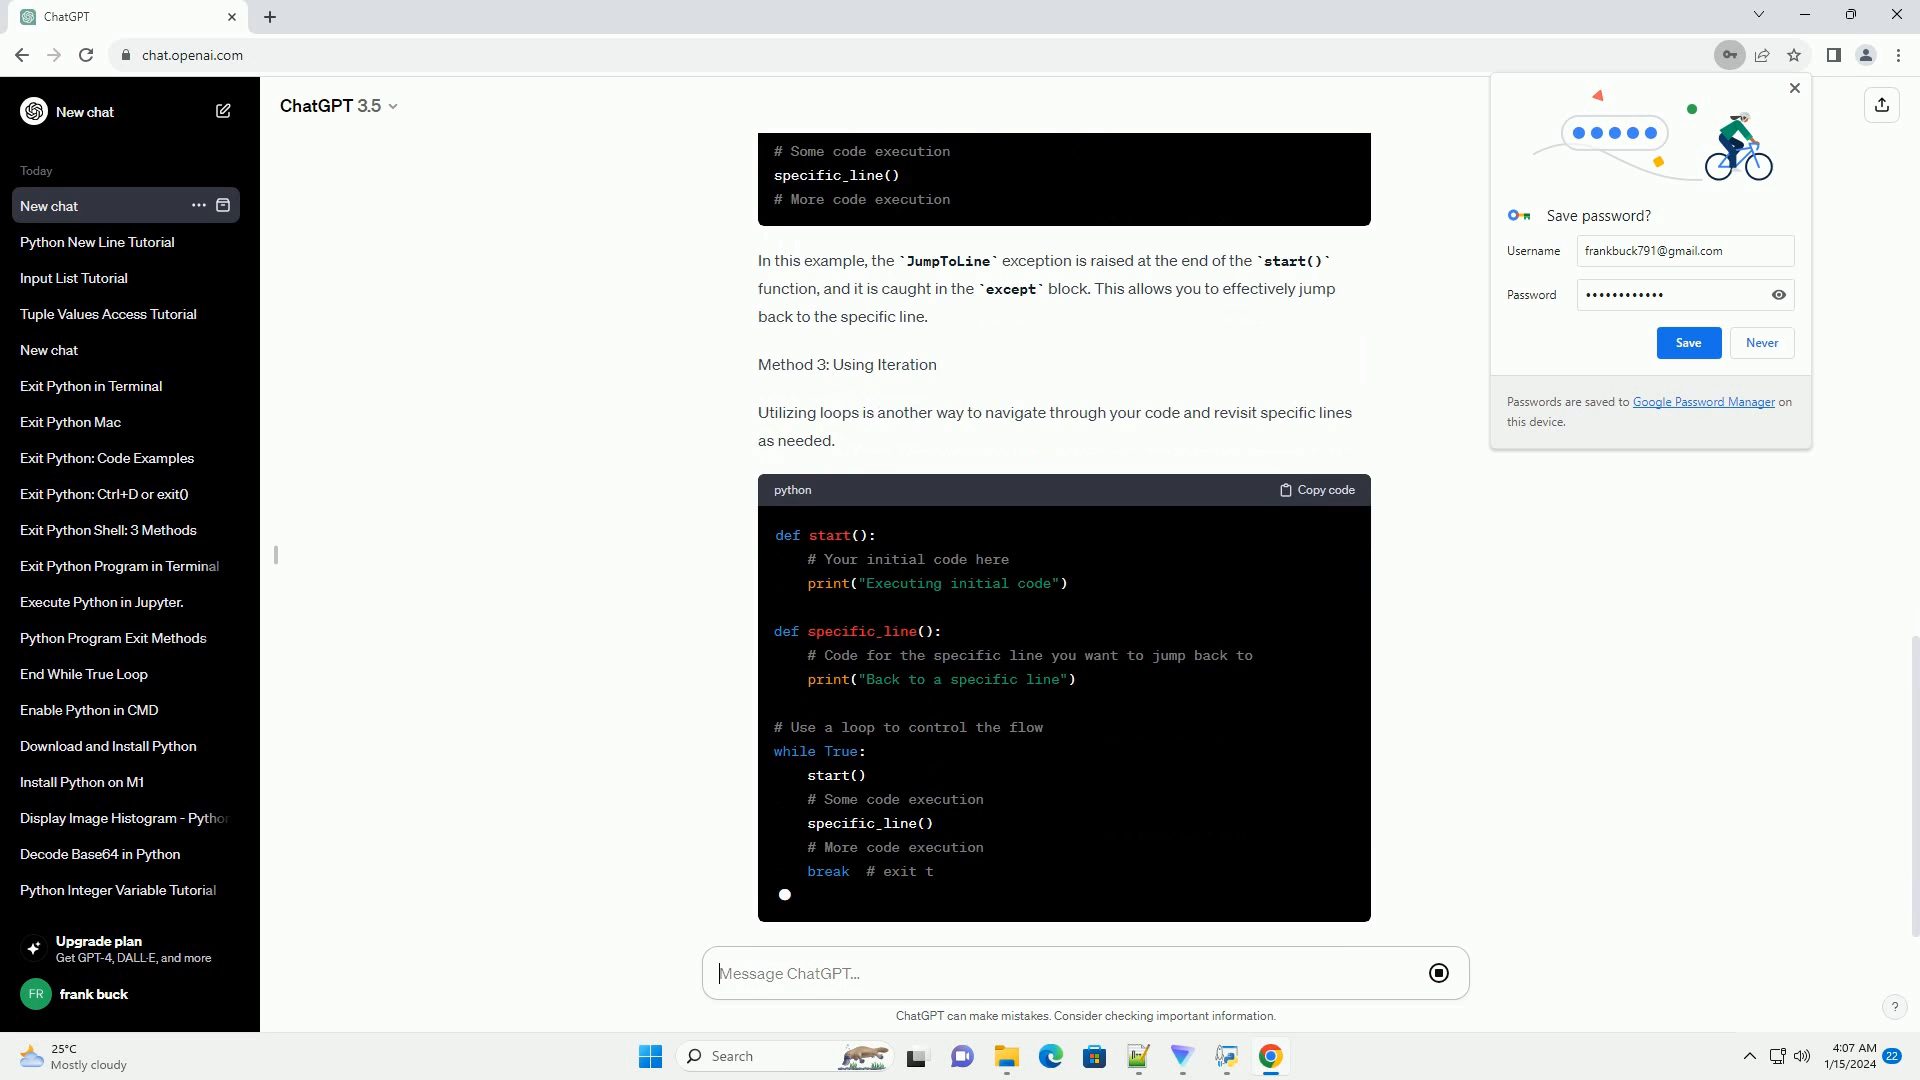 ChatGPT
chat.openai.com
New chat
Today
New chat
Python New Line Tutorial
Input List Tutorial
Tuple Values Access Tutorial
New chat
Exit Python in Terminal
Exit Python Mac
Exit Python: Code Examples
Exit Python: Ctrl+D or exit()
Exit Python Shell: 3 Methods
Exit Python Program in Terminal
Execute Python in Jupyter.
Python Program Exit Methods
End While True Loop
Enable Python in CMD
Download and Install Python
Install Python on M1
Display Image Histogram - Pytho
Decode Base64 in Python
Python Integer Variable Tutorial
Upgrade plan
Get GPT-4, DALL·E, and more
FR frank buck
ChatGPT 3.5
# Some code execution
specific_line()
# More code execution
In this example, the `JumpToLine` exception is raised at the end of the `start()`
function, and it is caught in the `except` block. This allows you to effectively jump
back to the specific line.
Method 3: Using Iteration
Utilizing loops is another way to navigate through your code and revisit specific lines
as needed.
python Copy code
def start():
# Your initial code here
print("Executing initial code")
def specific_line():
# Code for the specific line you want to jump back to
print("Back to a specific line")
# Use a loop to control the flow
while True:
start()
# Some code execution
specific_line()
# More code execution
break # exit t
Message ChatGPT...
ChatGPT can make mistakes. Consider checking important information.
?
Save password?
Username frankbuck791@gmail.com
Password ••••••••••••
Save Never
Passwords are saved to Google Password Manager on
this device.
25°C
Mostly cloudy
Search
4:07 AM
1/15/2024
22